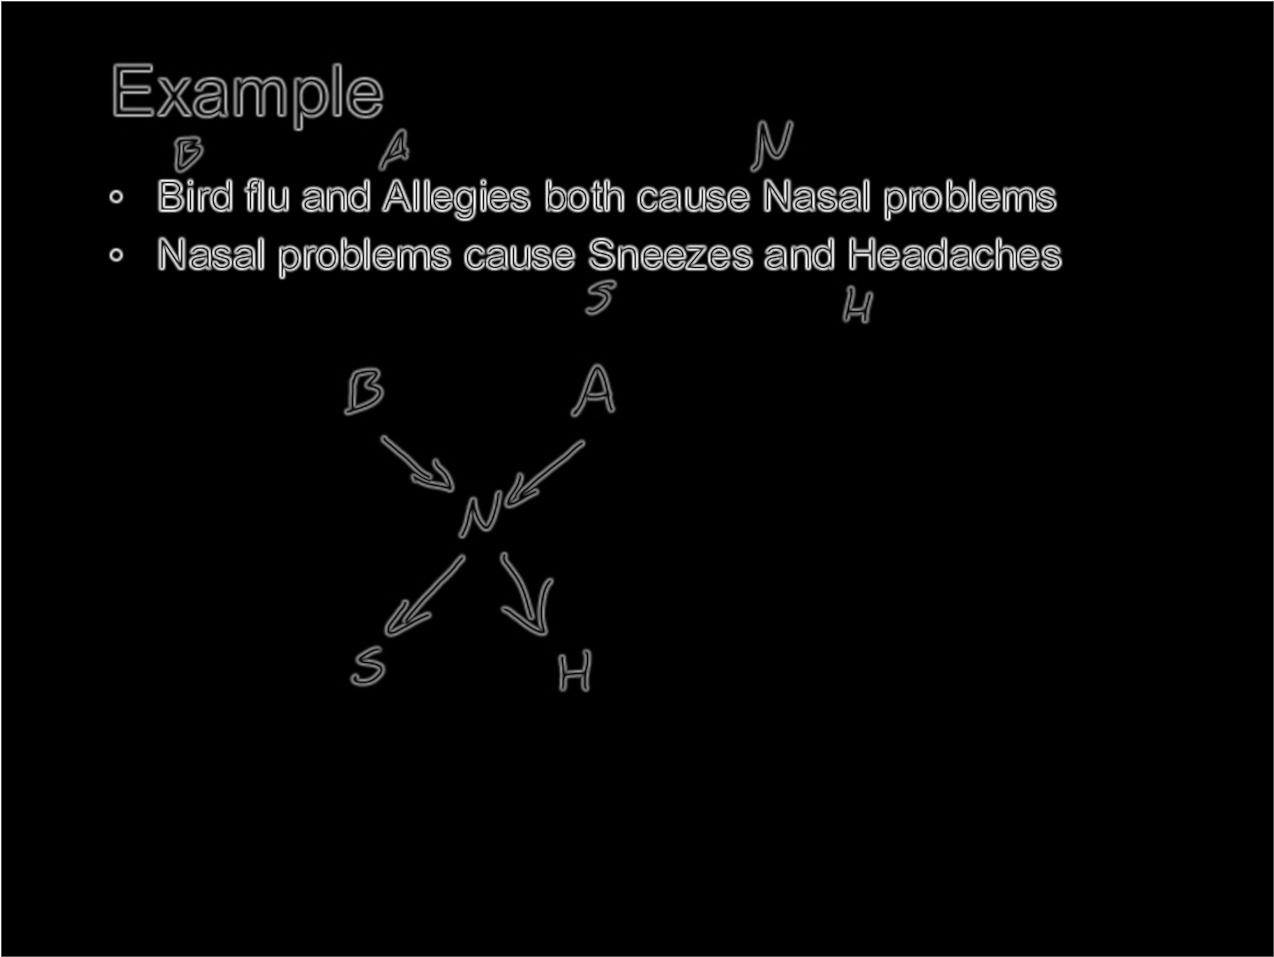 Example
B A N
• Bird flu and Allegies both cause Nasal problems
• Nasal problems cause Sneezes and Headaches
S H
B A
N
S H